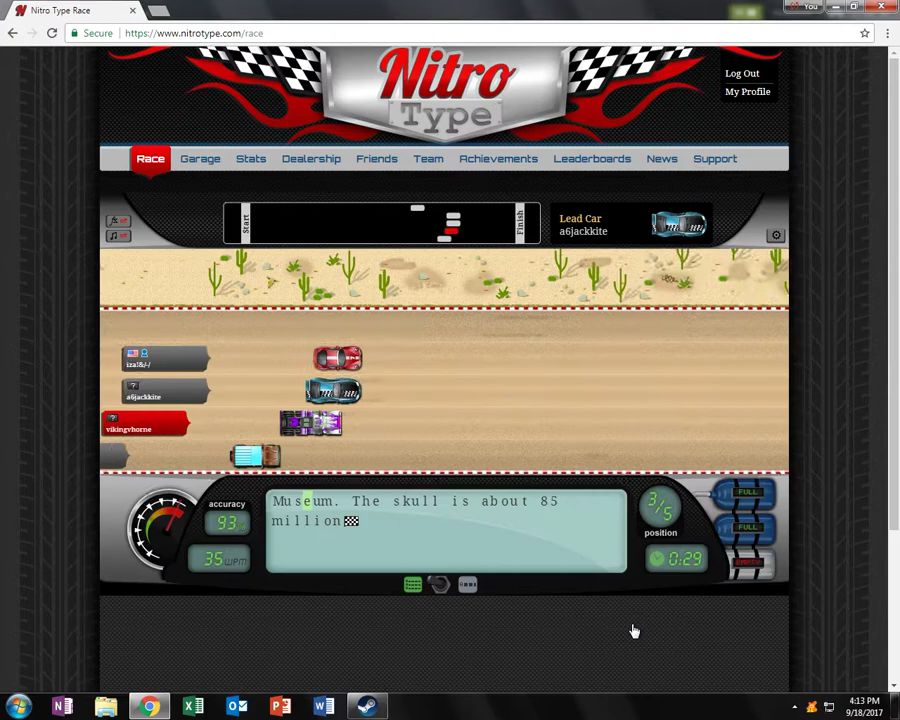 Nitro Type Race
You
Secure
https://www.nitrotype.com/race
Nitro
Type
Log Out
My Profile
Race
Garage
Stats
Dealership
Friends
Team
Achievements
Leaderboards
News
Support
fx
Start
Finish
Lead Car
a6jackkite
iza!&/-/
?
a6jackkite
?
vikingvhorne
accuracy
93%
35 WPM
Museum. The skull is about 85
million
3/5
position
0:29
FULL
FULL
EMPTY
4:13 PM
9/18/2017